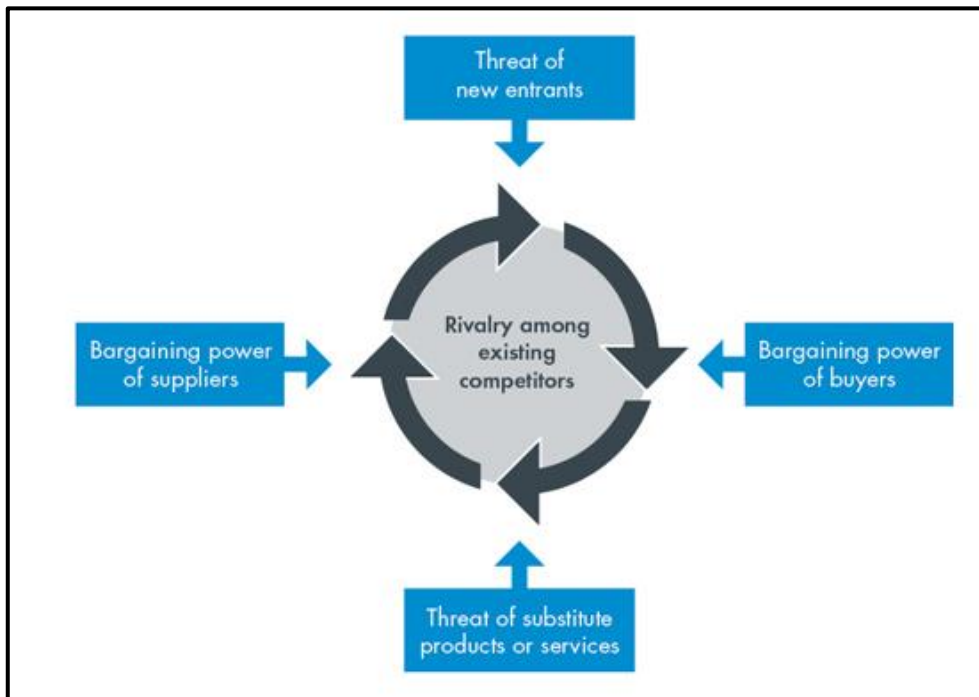 Threat of
new entrants
Bargaining power
of suppliers
Rivalry among
existing
competitors
Bargaining power
of buyers
Threat of substitute
products or services